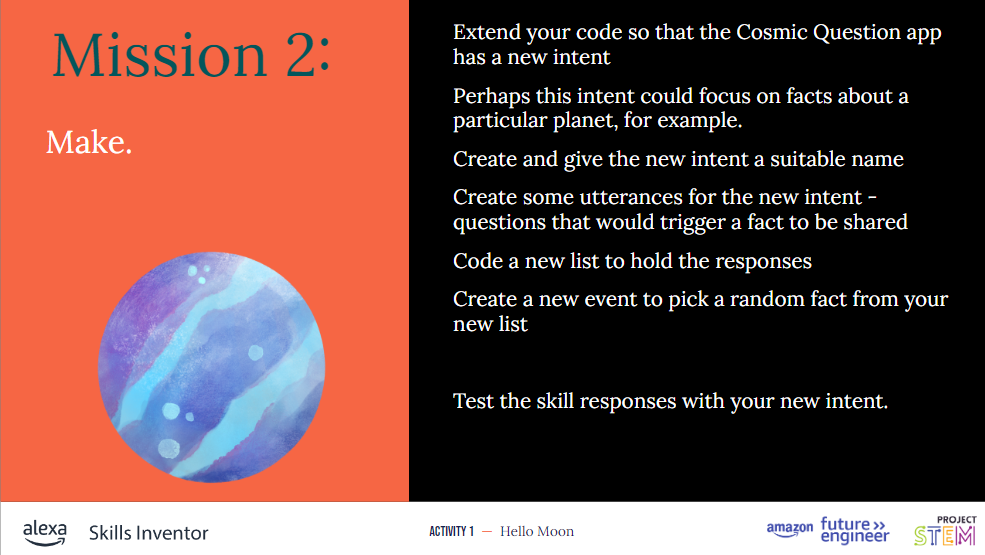 Mission 2:
Make.
Extend your code so that the Cosmic Question app
has a new intent
Perhaps this intent could focus on facts about a
particular planet, for example.
Create and give the new intent a suitable name
Create some utterances for the new intent -
questions that would trigger a fact to be shared
Code a new list to hold the responses
Create a new event to pick a random fact from your
new list
Test the skill responses with your new intent.
alexa Skills Inventor
ACTIVITY 1 — Hello Moon
amazon future engineer
PROJECT
STEM